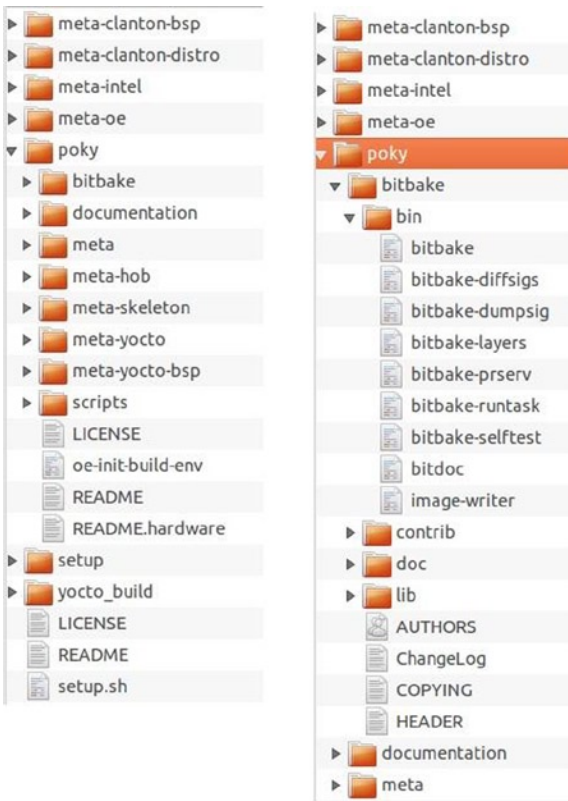 meta-clanton-bsp
meta-clanton-distro
meta-intel
meta-oe
poky
bitbake
documentation
meta
meta-hob
meta-skeleton
meta-yocto
meta-yocto-bsp
scripts
LICENSE
oe-init-build-env
README
README.hardware
setup
yocto_build
LICENSE
README
setup.sh
meta-clanton-bsp
meta-clanton-distro
meta-intel
meta-oe
poky
bitbake
bin
bitbake
bitbake-diffsigs
bitbake-dumpsig
bitbake-layers
bitbake-prserv
bitbake-runtask
bitbake-selftest
bitdoc
image-writer
contrib
doc
lib
AUTHORS
ChangeLog
COPYING
HEADER
documentation
meta